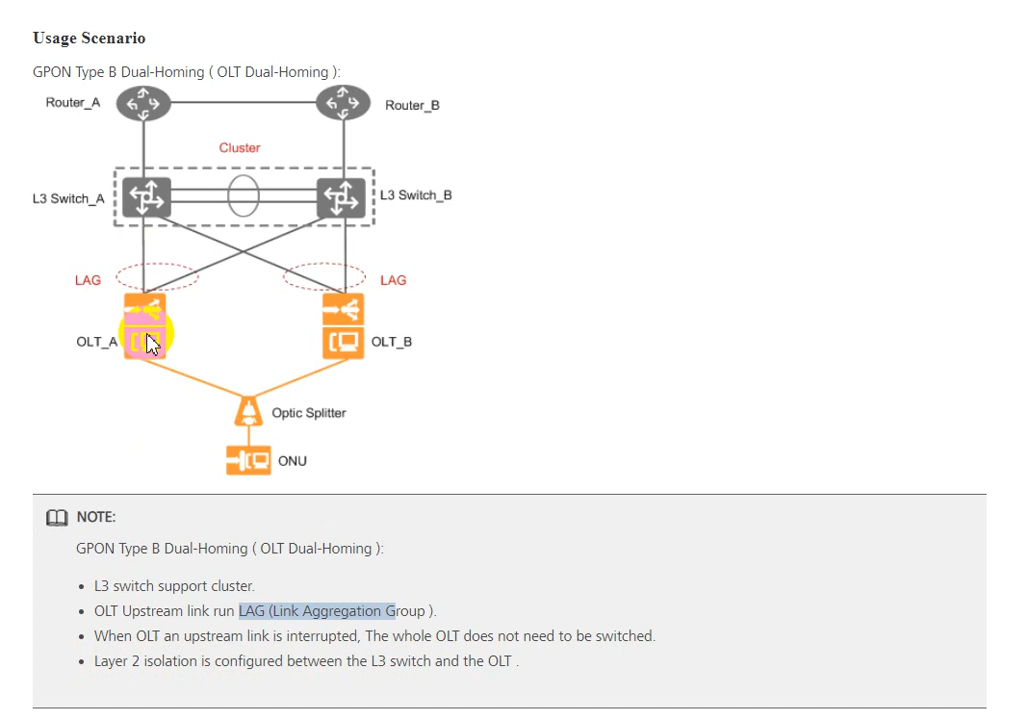 Usage Scenario
GPON Type B Dual-Homing ( OLT Dual-Homing ):
Router_A
Router_B
Cluster
L3 Switch_A
L3 Switch_B
LAG
LAG
OLT_A
OLT_B
Optic Splitter
ONU
NOTE:
GPON Type B Dual-Homing ( OLT Dual-Homing ):
• L3 switch support cluster.
• OLT Upstream link run LAG (Link Aggregation Group ).
• When OLT an upstream link is interrupted, The whole OLT does not need to be switched.
• Layer 2 isolation is configured between the L3 switch and the OLT .